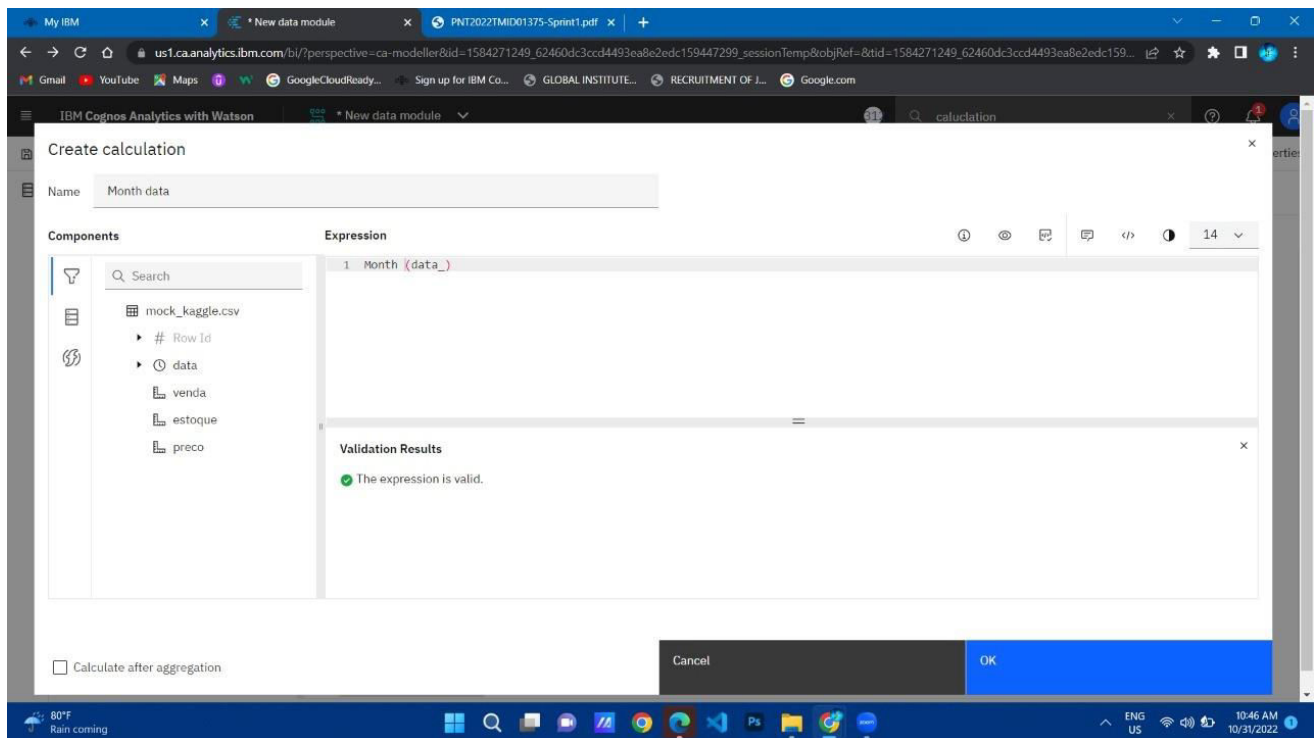 My IBM
* New data module
PNT2022TMID01375-Sprint1.pdf
us1.ca.analytics.ibm.com/bi/?perspective=ca-modeller&id=1584271249_62460dc3ccd4493ea8e2edc159447299_sessionTemp&objRef=&tid=1584271249_62460dc3ccd4493ea8e2edc159...
Gmail YouTube Maps GoogleCloudReady... Sign up for IBM Co... GLOBAL INSTITUTE... RECRUITMENT OF J... Google.com
IBM Cognos Analytics with Watson * New data module caluclation 1
Create calculation
erties
Name Month data
Components Expression 14
1 Month (data_)
Search
mock_kaggle.csv
# Row Id
data
venda
estoque
preco
Validation Results
The expression is valid.
Calculate after aggregation
Cancel OK
80°F
Rain coming
ENG
US
10:46 AM
10/31/2022
1